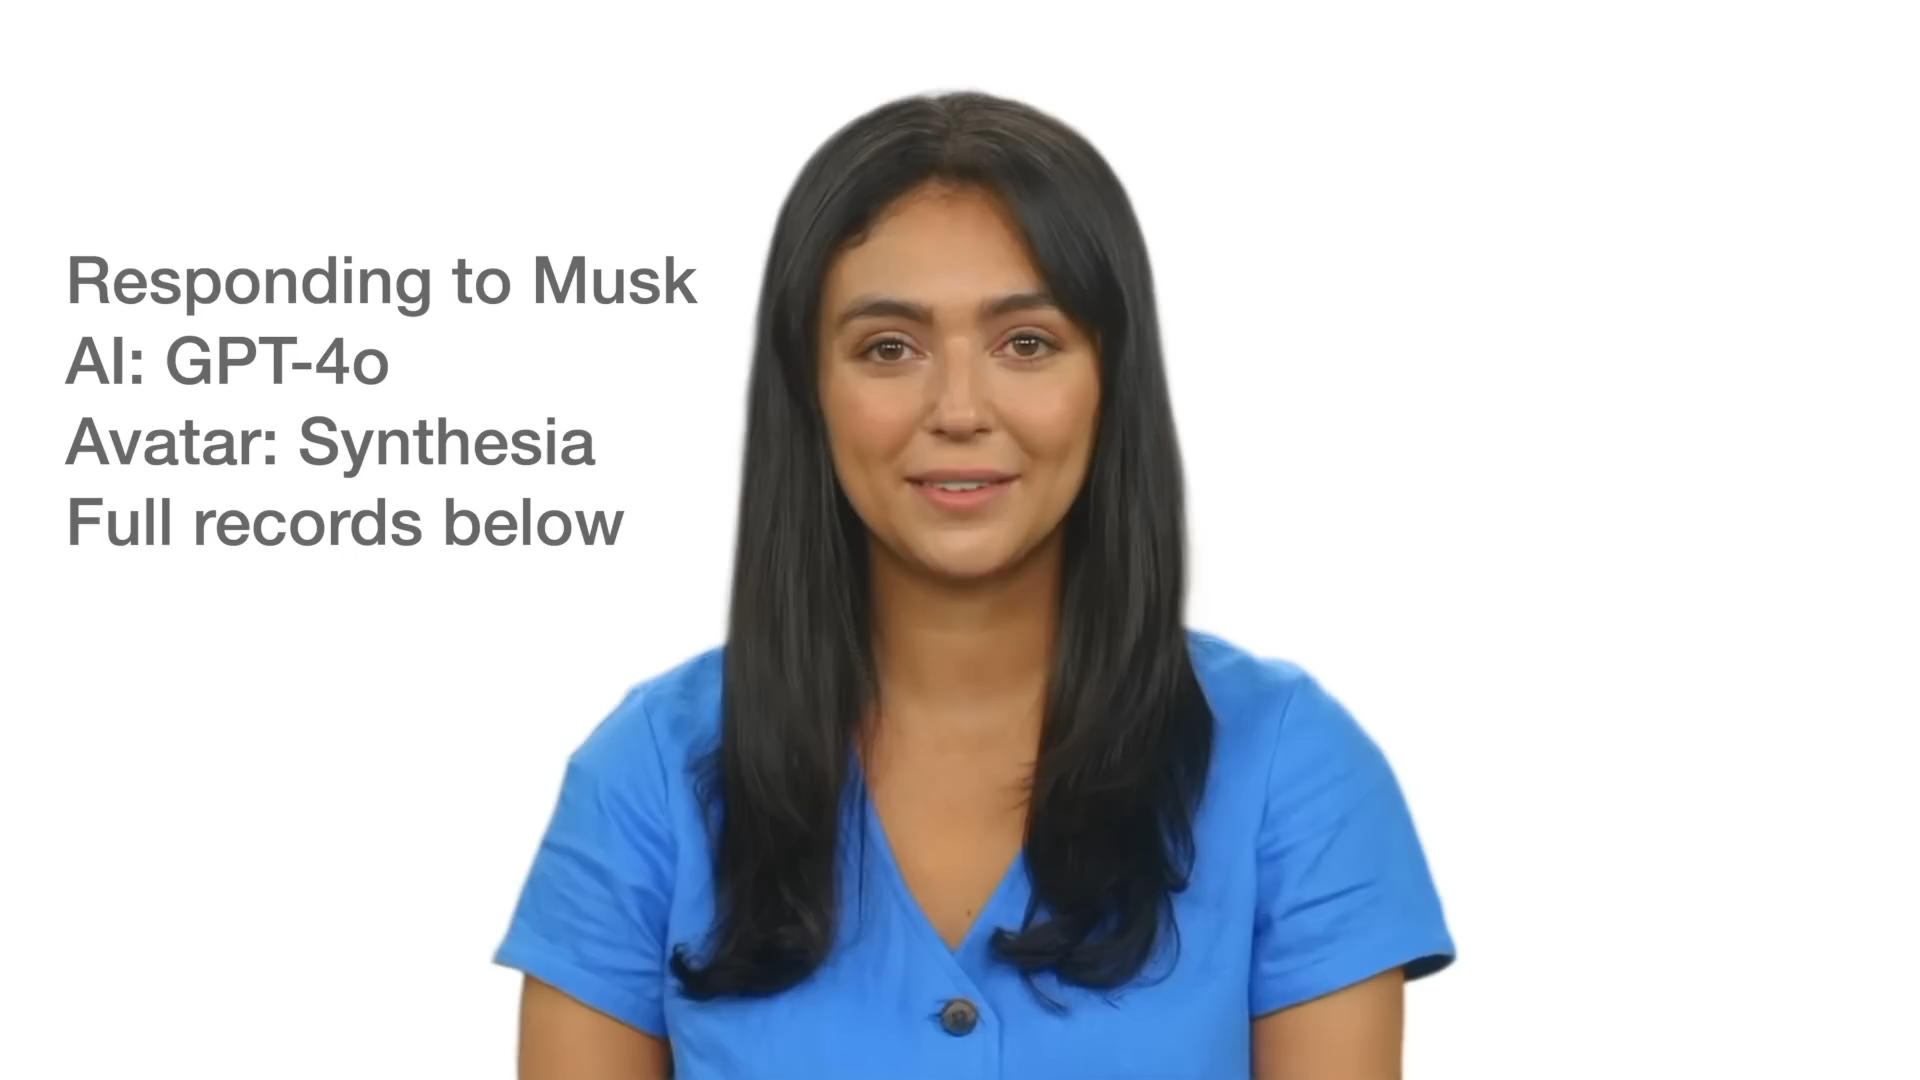 Responding to Musk
AI: GPT-4o
Avatar: Synthesia
Full records below